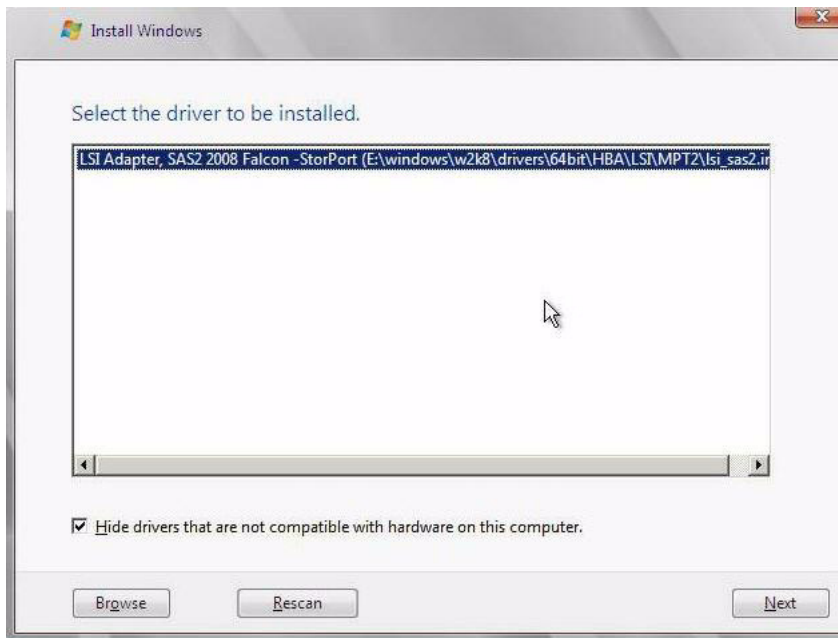 Install Windows
Select the driver to be installed.
LSI Adapter, SAS2 2008 Falcon -StorPort (E:\windows\w2k8\drivers\64bit\HBA\LSI\MPT2\lsi_sas2.in
Hide drivers that are not compatible with hardware on this computer.
Browse
Rescan
Next